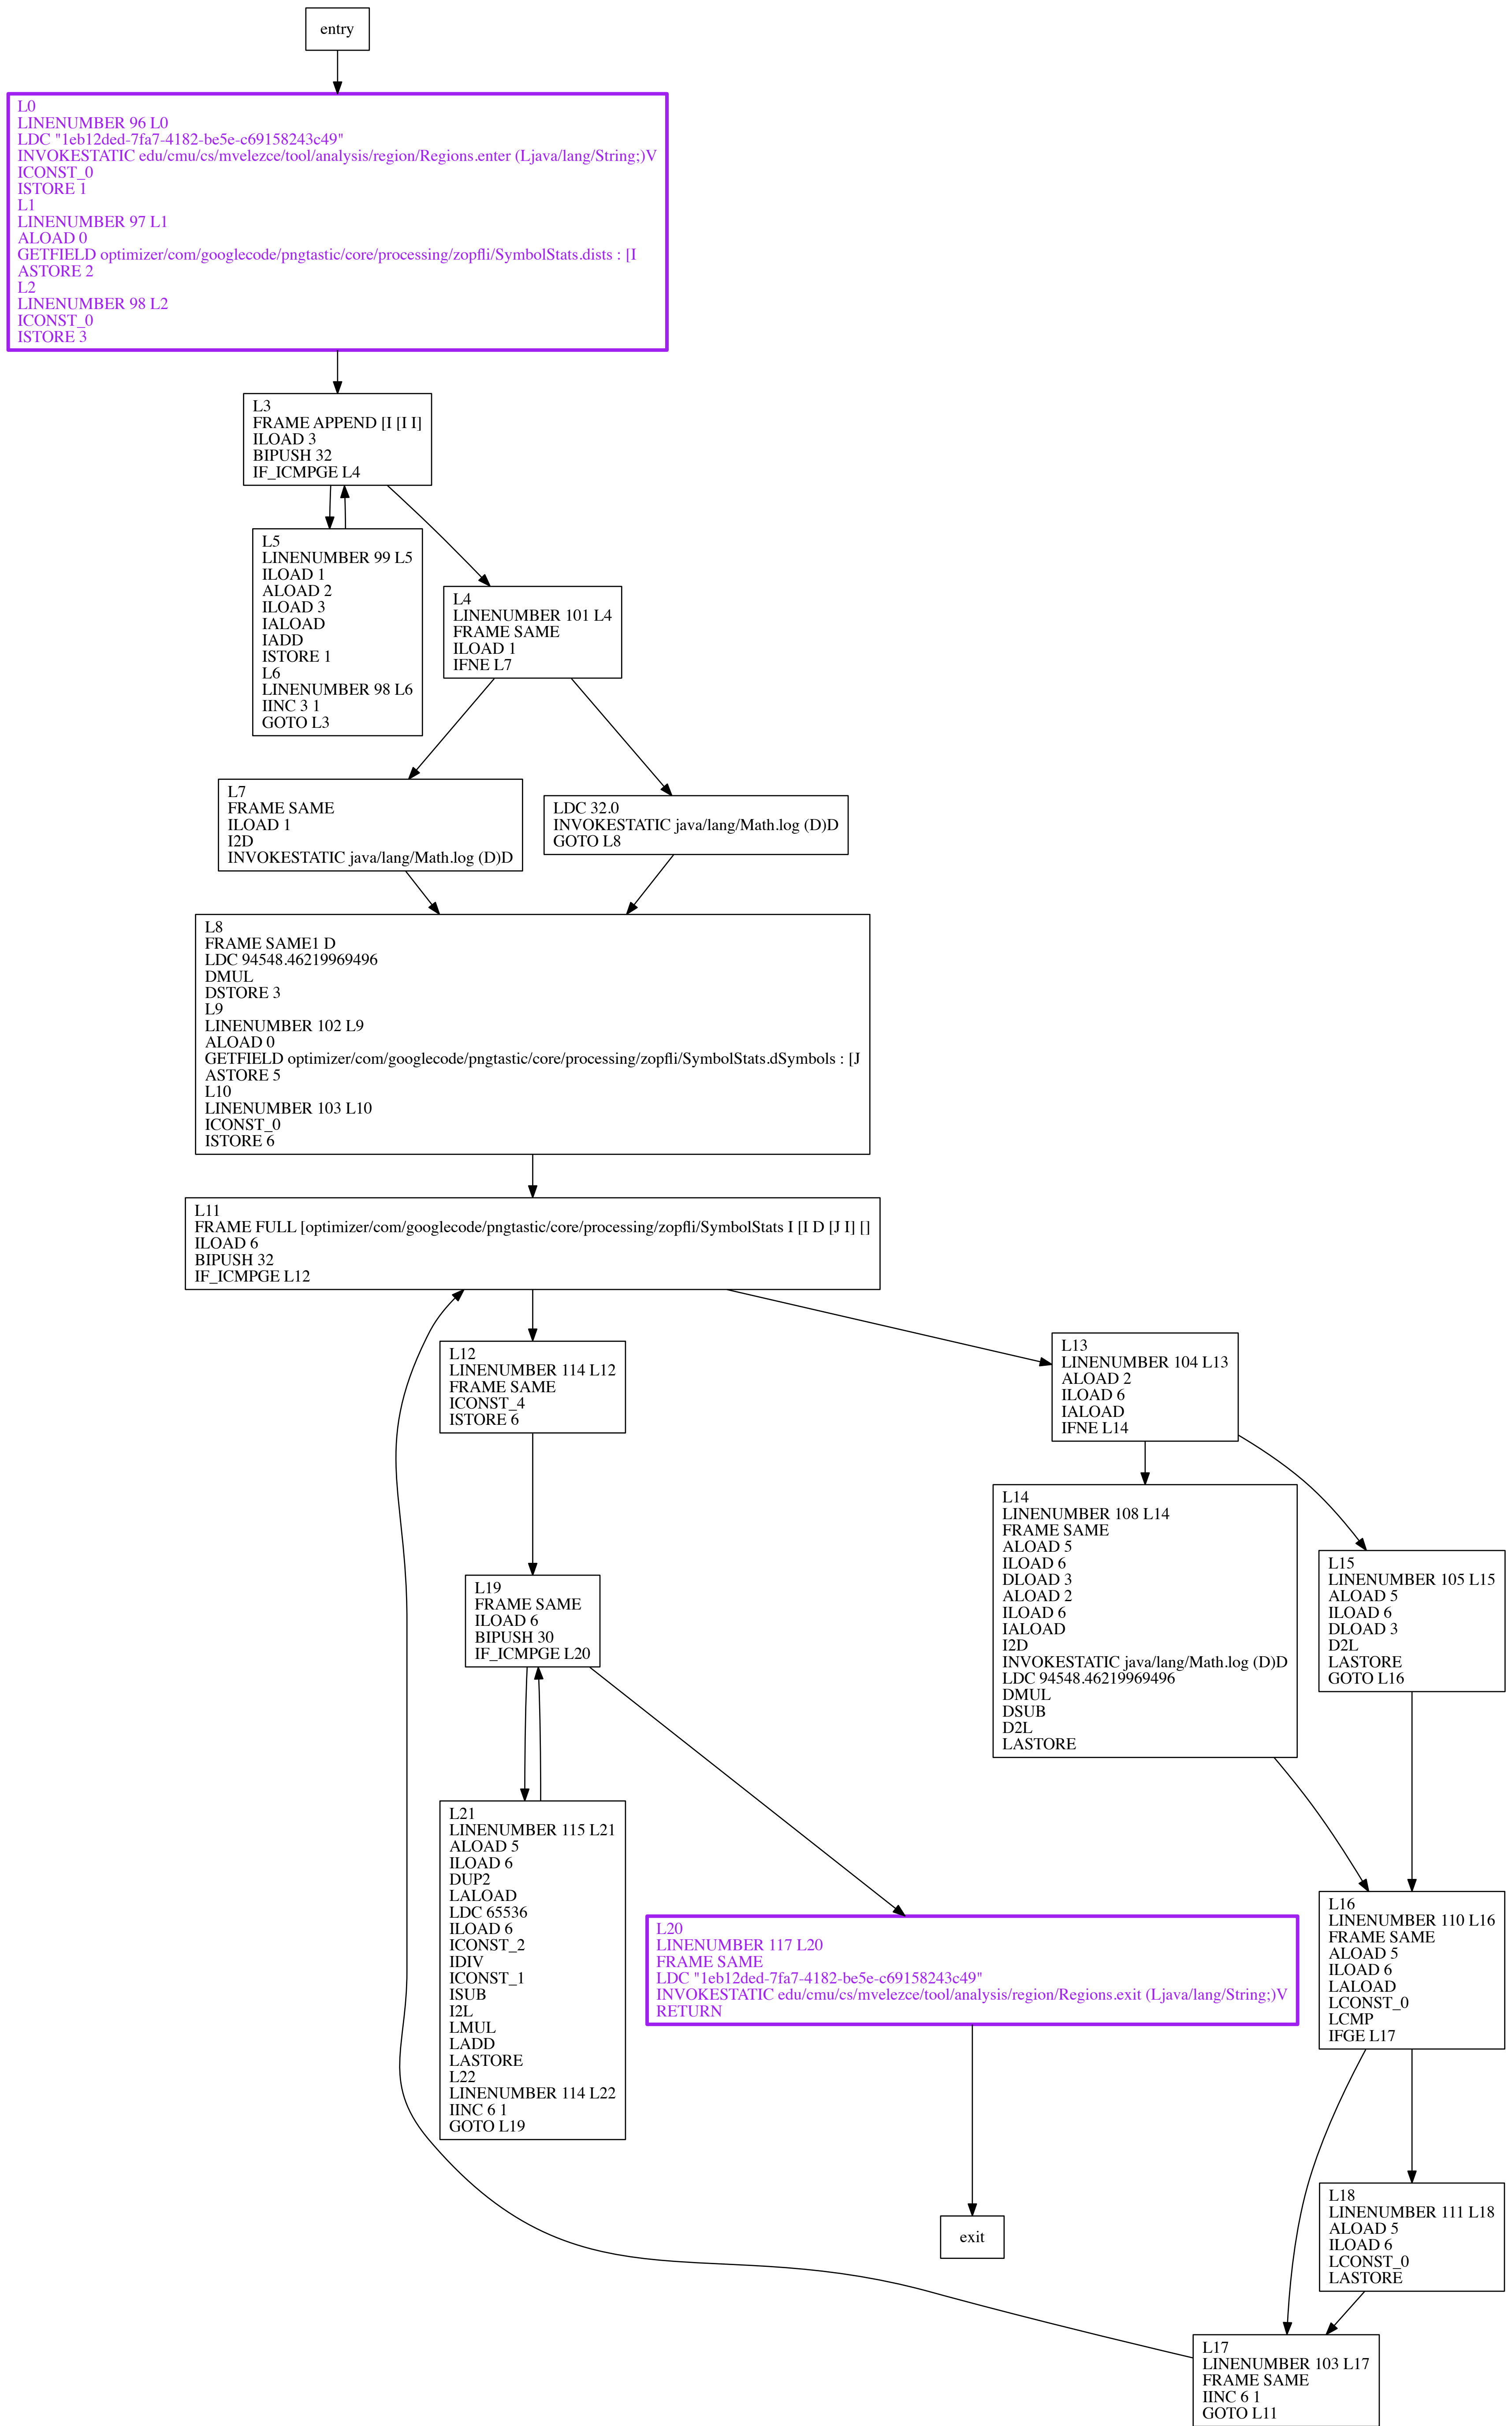 entry
L0
LINENUMBER 96 L0
LDC "1eb12ded-7fa7-4182-be5e-c69158243c49"
INVOKESTATIC edu/cmu/cs/mvelezce/tool/analysis/region/Regions.enter (Ljava/lang/String;)V
ICONST_0
ISTORE 1
L1
LINENUMBER 97 L1
ALOAD 0
GETFIELD optimizer/com/googlecode/pngtastic/core/processing/zopfli/SymbolStats.dists : [I
ASTORE 2
L2
LINENUMBER 98 L2
ICONST_0
ISTORE 3
L3
FRAME APPEND [I [I I]
ILOAD 3
BIPUSH 32
IF_ICMPGE L4
L5
LINENUMBER 99 L5
ILOAD 1
ALOAD 2
ILOAD 3
IALOAD
IADD
ISTORE 1
L6
LINENUMBER 98 L6
IINC 3 1
GOTO L3
L4
LINENUMBER 101 L4
FRAME SAME
ILOAD 1
IFNE L7
L7
FRAME SAME
ILOAD 1
I2D
INVOKESTATIC java/lang/Math.log (D)D
LDC 32.0
INVOKESTATIC java/lang/Math.log (D)D
GOTO L8
L8
FRAME SAME1 D
LDC 94548.46219969496
DMUL
DSTORE 3
L9
LINENUMBER 102 L9
ALOAD 0
GETFIELD optimizer/com/googlecode/pngtastic/core/processing/zopfli/SymbolStats.dSymbols : [J
ASTORE 5
L10
LINENUMBER 103 L10
ICONST_0
ISTORE 6
L11
FRAME FULL [optimizer/com/googlecode/pngtastic/core/processing/zopfli/SymbolStats I [I D [J I] []
ILOAD 6
BIPUSH 32
IF_ICMPGE L12
L12
LINENUMBER 114 L12
FRAME SAME
ICONST_4
ISTORE 6
L13
LINENUMBER 104 L13
ALOAD 2
ILOAD 6
IALOAD
IFNE L14
L14
LINENUMBER 108 L14
FRAME SAME
ALOAD 5
ILOAD 6
DLOAD 3
ALOAD 2
ILOAD 6
IALOAD
I2D
INVOKESTATIC java/lang/Math.log (D)D
LDC 94548.46219969496
DMUL
DSUB
D2L
LASTORE
L15
LINENUMBER 105 L15
ALOAD 5
ILOAD 6
DLOAD 3
D2L
LASTORE
GOTO L16
L19
FRAME SAME
ILOAD 6
BIPUSH 30
IF_ICMPGE L20
L21
LINENUMBER 115 L21
ALOAD 5
ILOAD 6
DUP2
LALOAD
LDC 65536
ILOAD 6
ICONST_2
IDIV
ICONST_1
ISUB
I2L
LMUL
LADD
LASTORE
L22
LINENUMBER 114 L22
IINC 6 1
GOTO L19
L20
LINENUMBER 117 L20
FRAME SAME
LDC "1eb12ded-7fa7-4182-be5e-c69158243c49"
INVOKESTATIC edu/cmu/cs/mvelezce/tool/analysis/region/Regions.exit (Ljava/lang/String;)V
RETURN
L16
LINENUMBER 110 L16
FRAME SAME
ALOAD 5
ILOAD 6
LALOAD
LCONST_0
LCMP
IFGE L17
L18
LINENUMBER 111 L18
ALOAD 5
ILOAD 6
LCONST_0
LASTORE
exit
L17
LINENUMBER 103 L17
FRAME SAME
IINC 6 1
GOTO L11